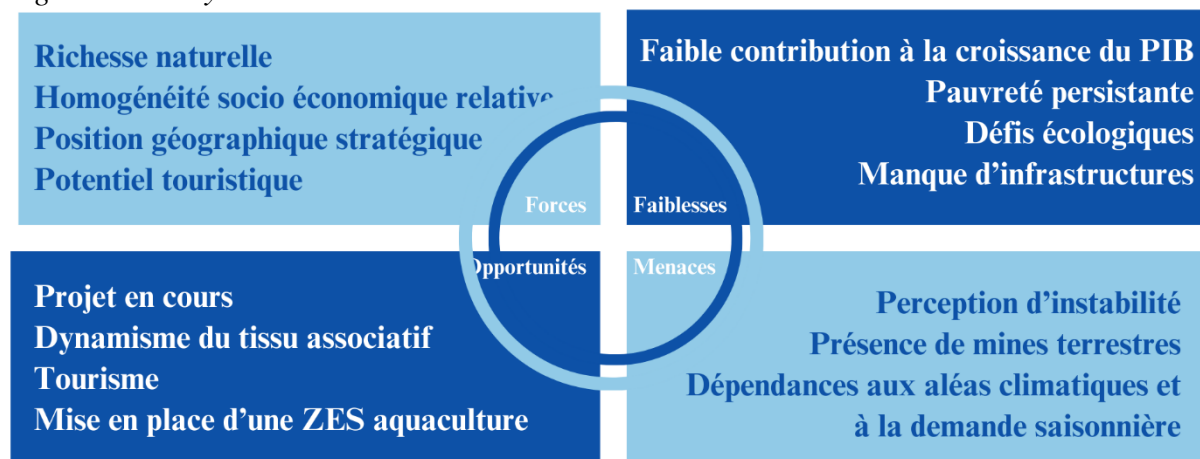 Richesse naturelle
Homogénéité socio économique relative
Position géographique stratégique
Potentiel touristique
Forces
Faible contribution à la croissance du PIB
Pauvreté persistante
Défis écologiques
Manque d’infrastructures
Faiblesses
Opportunités
Projet en cours
Dynamisme du tissu associatif
Tourisme
Mise en place d’une ZES aquaculture
Menaces
Perception d’instabilité
Présence de mines terrestres
Dépendances aux aléas climatiques et
à la demande saisonnière